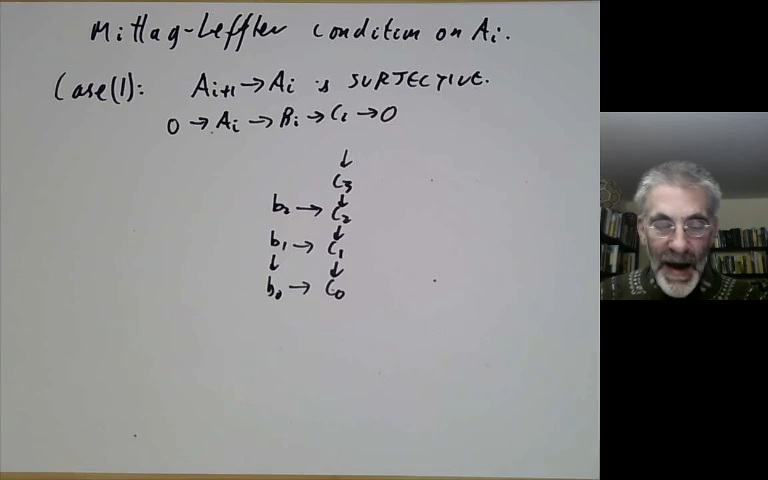 Mittag-Leffler condition on Ai.
Case(1): Ai+1 → Ai is SURJECTIVE.
0 → Ai → Bi → Ci → 0
↓
C3
↓
b2 → C2
↓
b1 → C1
↓ ↓
b0 → C0